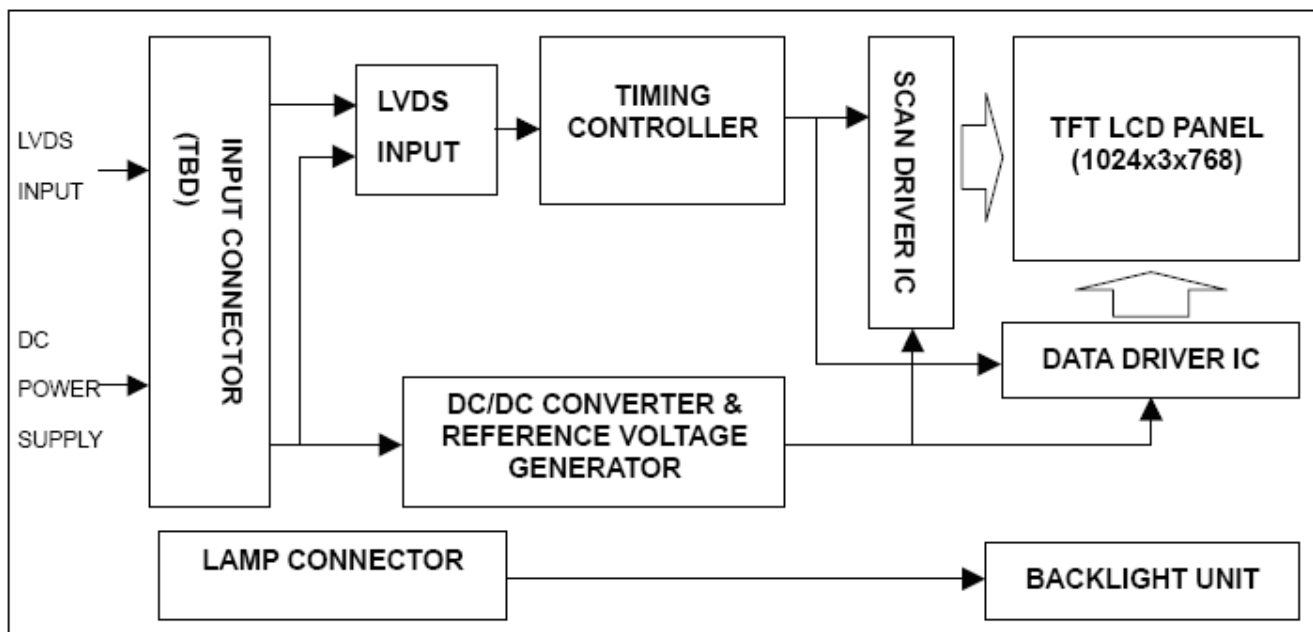 LVDS
INPUT
DC
POWER
SUPPLY
INPUT CONNECTOR
(TBD)
LVDS
INPUT
TIMING
CONTROLLER
SCAN DRIVER IC
TFT LCD PANEL
(1024x3x768)
DATA DRIVER IC
DC/DC CONVERTER &
REFERENCE VOLTAGE
GENERATOR
LAMP CONNECTOR
BACKLIGHT UNIT